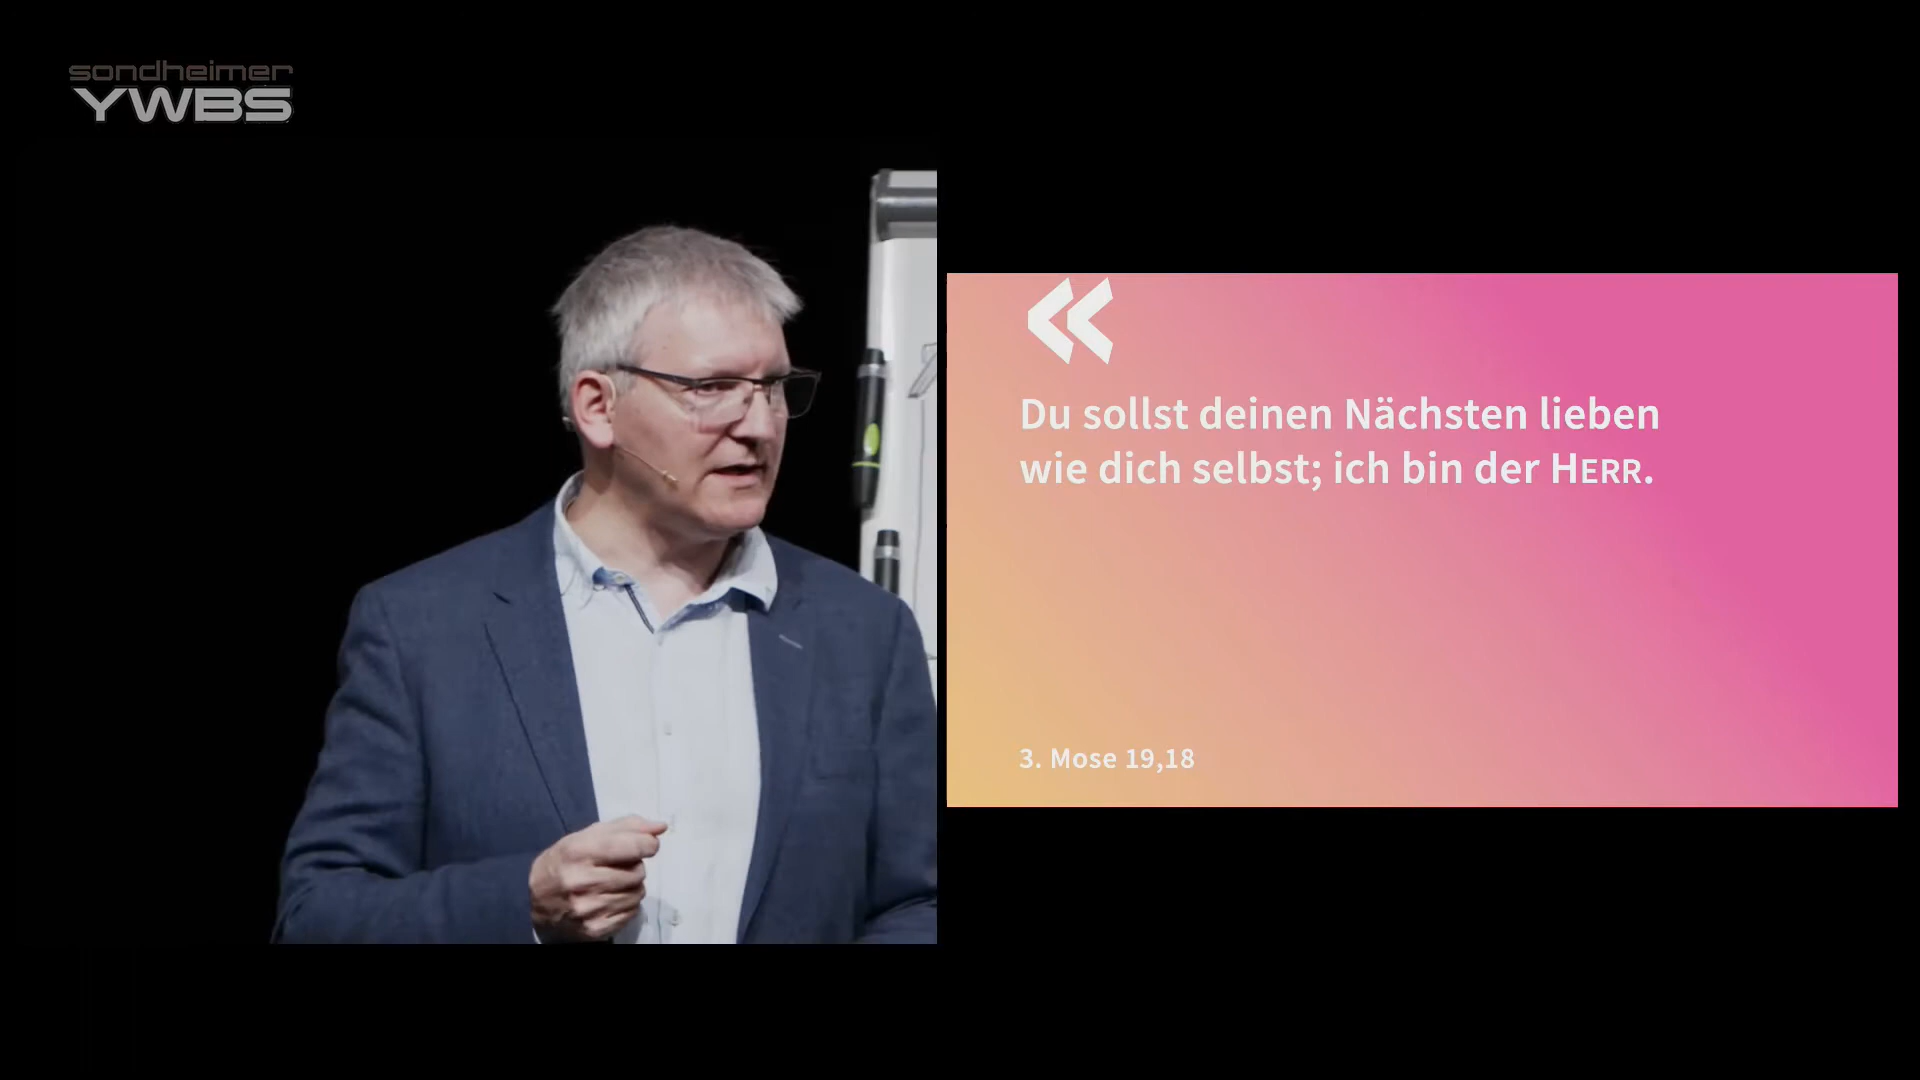 sondheimer
YWBS
«
Du sollst deinen Nächsten lieben
wie dich selbst; ich bin der HERR.
3. Mose 19,18